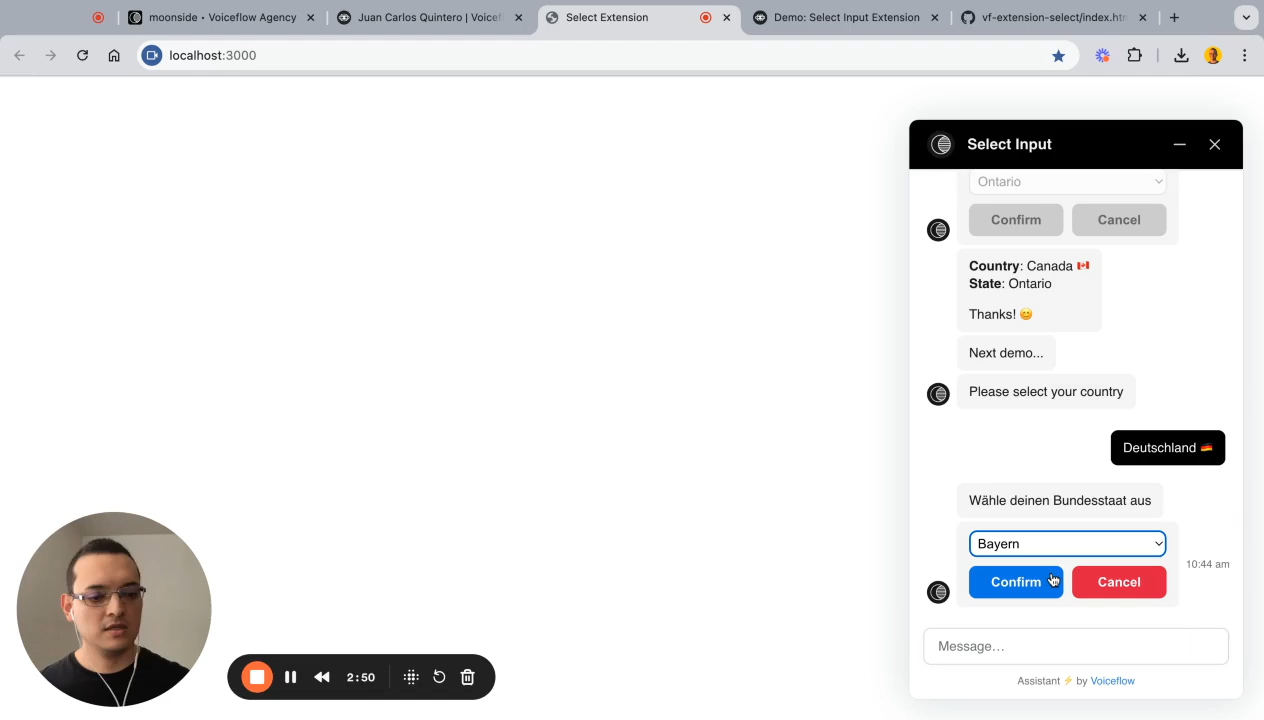 moonside • Voiceflow Agency
Juan Carlos Quintero | Voicef
Select Extension
Demo: Select Input Extension
vf-extension-select/index.htm
localhost:3000
Select Input
Ontario
Confirm
Cancel
Country: Canada 🇨🇦
State: Ontario
Thanks! 😊
Next demo...
Please select your country
Deutschland 🇩🇪
Wähle deinen Bundesstaat aus
Bayern
10:44 am
Confirm
Cancel
Message…
Assistant ⚡ by Voiceflow
2:50